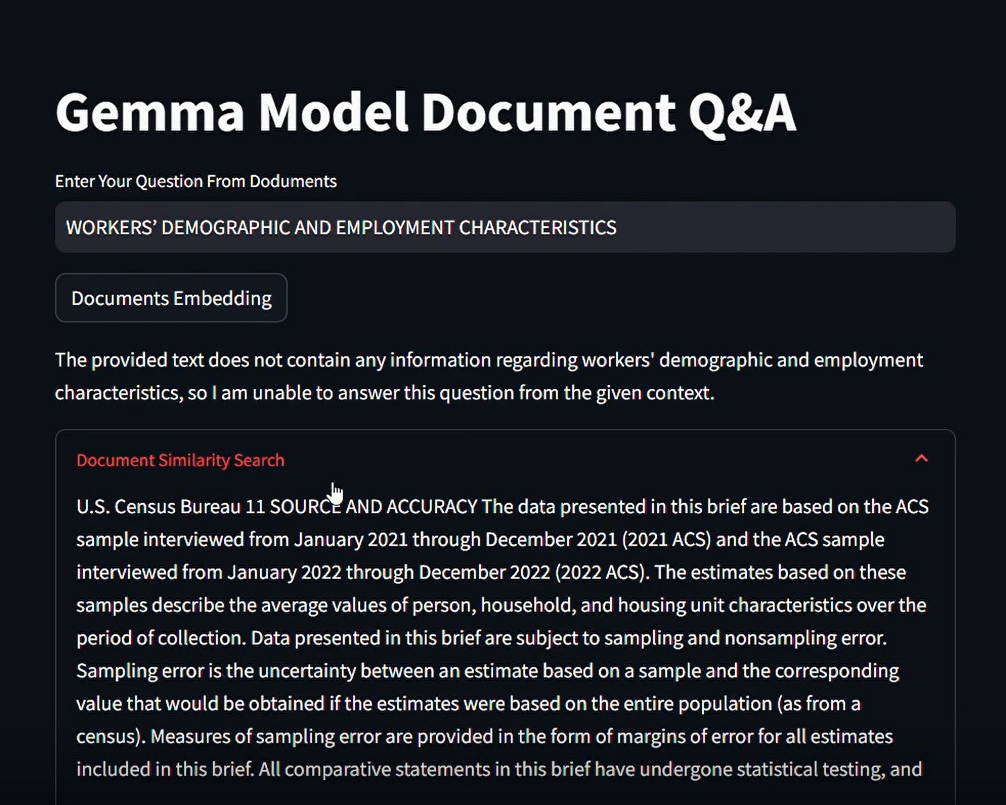 Gemma Model Document Q&A
Enter Your Question From Doduments
WORKERS’ DEMOGRAPHIC AND EMPLOYMENT CHARACTERISTICS
Documents Embedding
The provided text does not contain any information regarding workers' demographic and employment
characteristics, so I am unable to answer this question from the given context.
Document Similarity Search
U.S. Census Bureau 11 SOURCE AND ACCURACY The data presented in this brief are based on the ACS
sample interviewed from January 2021 through December 2021 (2021 ACS) and the ACS sample
interviewed from January 2022 through December 2022 (2022 ACS). The estimates based on these
samples describe the average values of person, household, and housing unit characteristics over the
period of collection. Data presented in this brief are subject to sampling and nonsampling error.
Sampling error is the uncertainty between an estimate based on a sample and the corresponding
value that would be obtained if the estimates were based on the entire population (as from a
census). Measures of sampling error are provided in the form of margins of error for all estimates
included in this brief. All comparative statements in this brief have undergone statistical testing, and